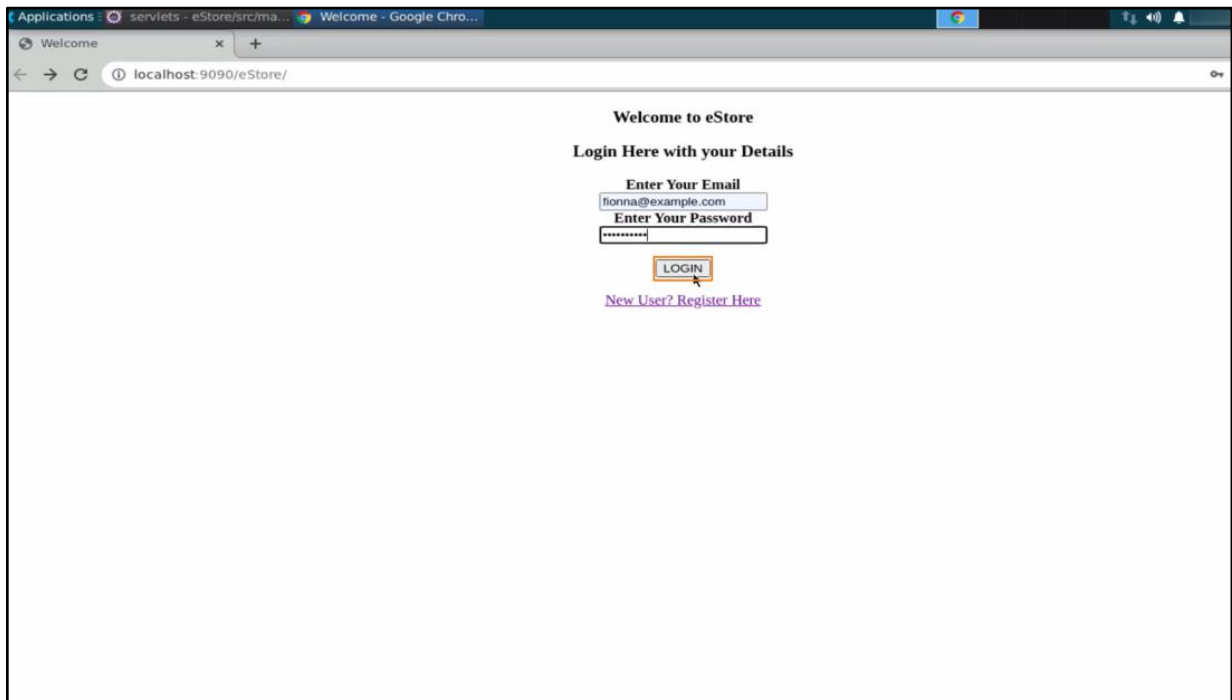 Applications : servlets - eStore/src/ma... Welcome - Google Chro...
Welcome × +
localhost:9090/eStore/
Welcome to eStore
Login Here with your Details
Enter Your Email
fionna@example.com
Enter Your Password
••••••••••
LOGIN
New User? Register Here